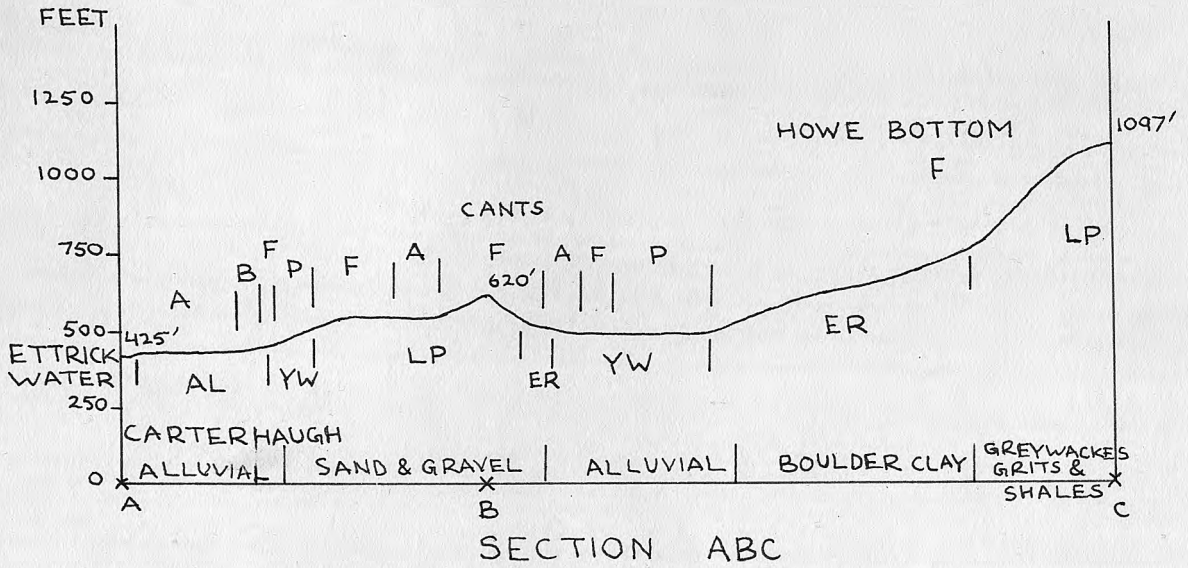 FEET
1250
1000
750
500
250
0
HOWE BOTTOM
F
1097'
CANTS
A
B
F
P
F
A
F
620'
A
F
P
LP
425'
ETTRICK
WATER
AL
YW
LP
ER
YW
ER
CARTERHAUGH
ALLUVIAL
SAND & GRAVEL
ALLUVIAL
BOULDER CLAY
GREYWACKES
GRITS &
SHALES
A
B
C
SECTION ABC